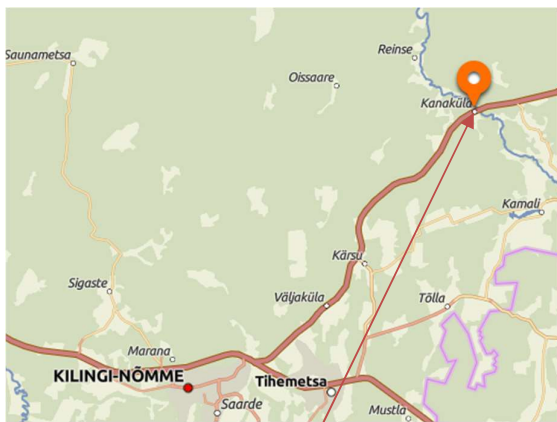 Reinse
Saunametsa
Oissaare
Kanaküla
Kamali
Kärsu
Sigaste
Väljaküla
Tõlla
Marana
KILINGI-NÕMME
Tihemetsa
Saarde
Mustla